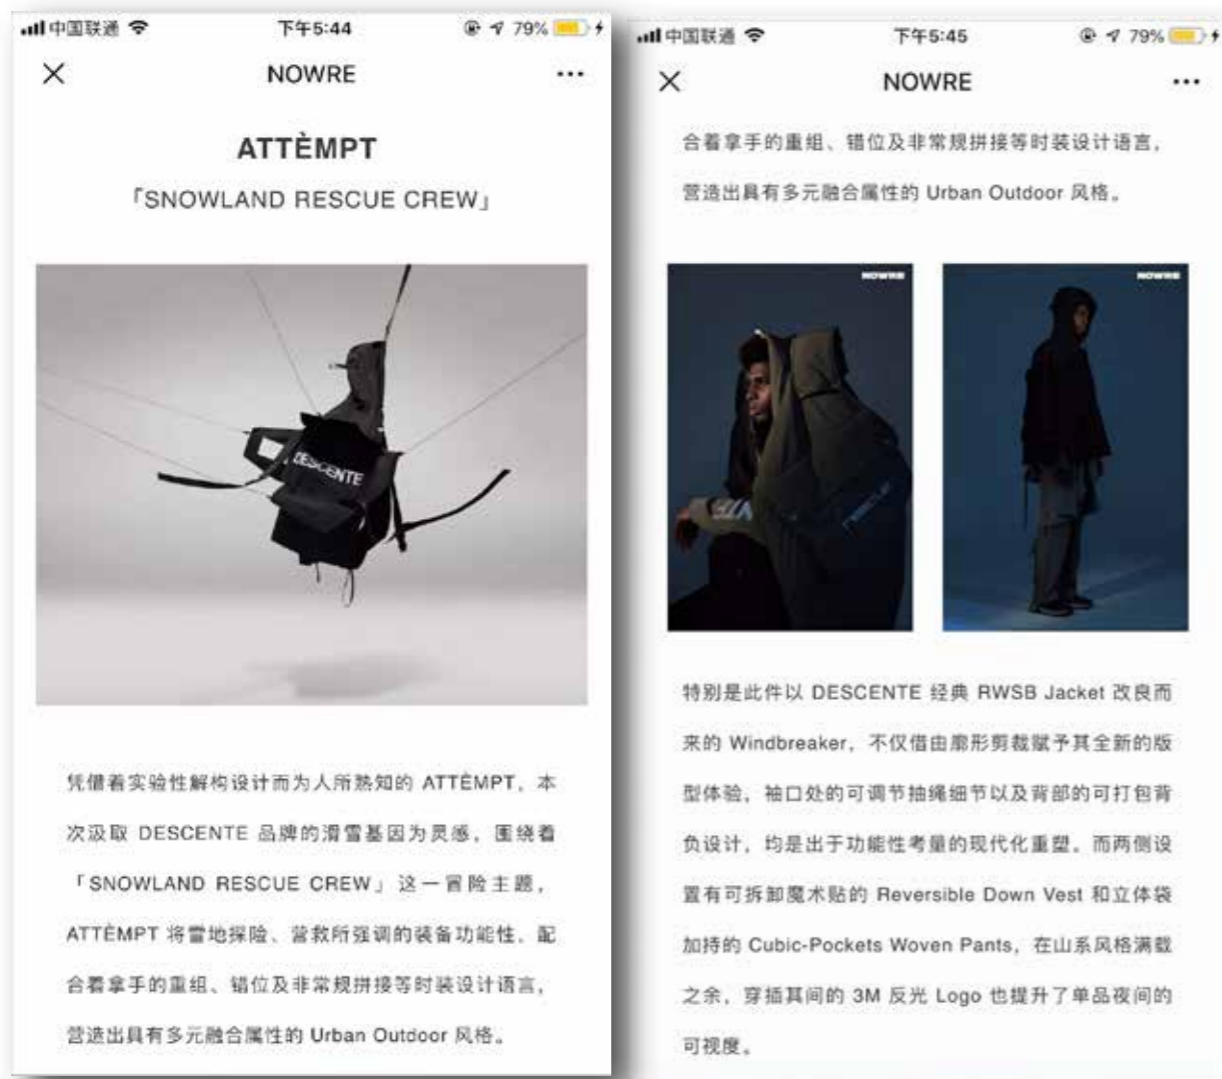 中国联通
下午5:44
79%
NOWRE
ATTÈMPT
「SNOWLAND RESCUE CREW」
DESCENTE
凭借着实验性解构设计而为人所熟知的 ATTÈMPT，本
次汲取 DESCENTE 品牌的滑雪基因为灵感，围绕着
「SNOWLAND RESCUE CREW」这一冒险主题，
ATTÈMPT 将雪地探险、营救所强调的装备功能性，配
合着拿手的重组、错位及非常规拼接等时装设计语言，
营造出具有多元融合属性的 Urban Outdoor 风格。
中国联通
下午5:45
79%
NOWRE
合着拿手的重组、错位及非常规拼接等时装设计语言，
营造出具有多元融合属性的 Urban Outdoor 风格。
NOWRE
NOWRE
特别是此件以 DESCENTE 经典 RWSB Jacket 改良而
来的 Windbreaker，不仅借由廓形剪裁赋予其全新的版
型体验，袖口处的可调节抽绳细节以及背部的可打包背
负设计，均是出于功能性考量的现代化重塑。而两侧设
置有可拆卸魔术贴的 Reversible Down Vest 和立体袋
加持的 Cubic-Pockets Woven Pants，在山系风格满载
之余，穿插其间的 3M 反光 Logo 也提升了单品夜间的
可视度。